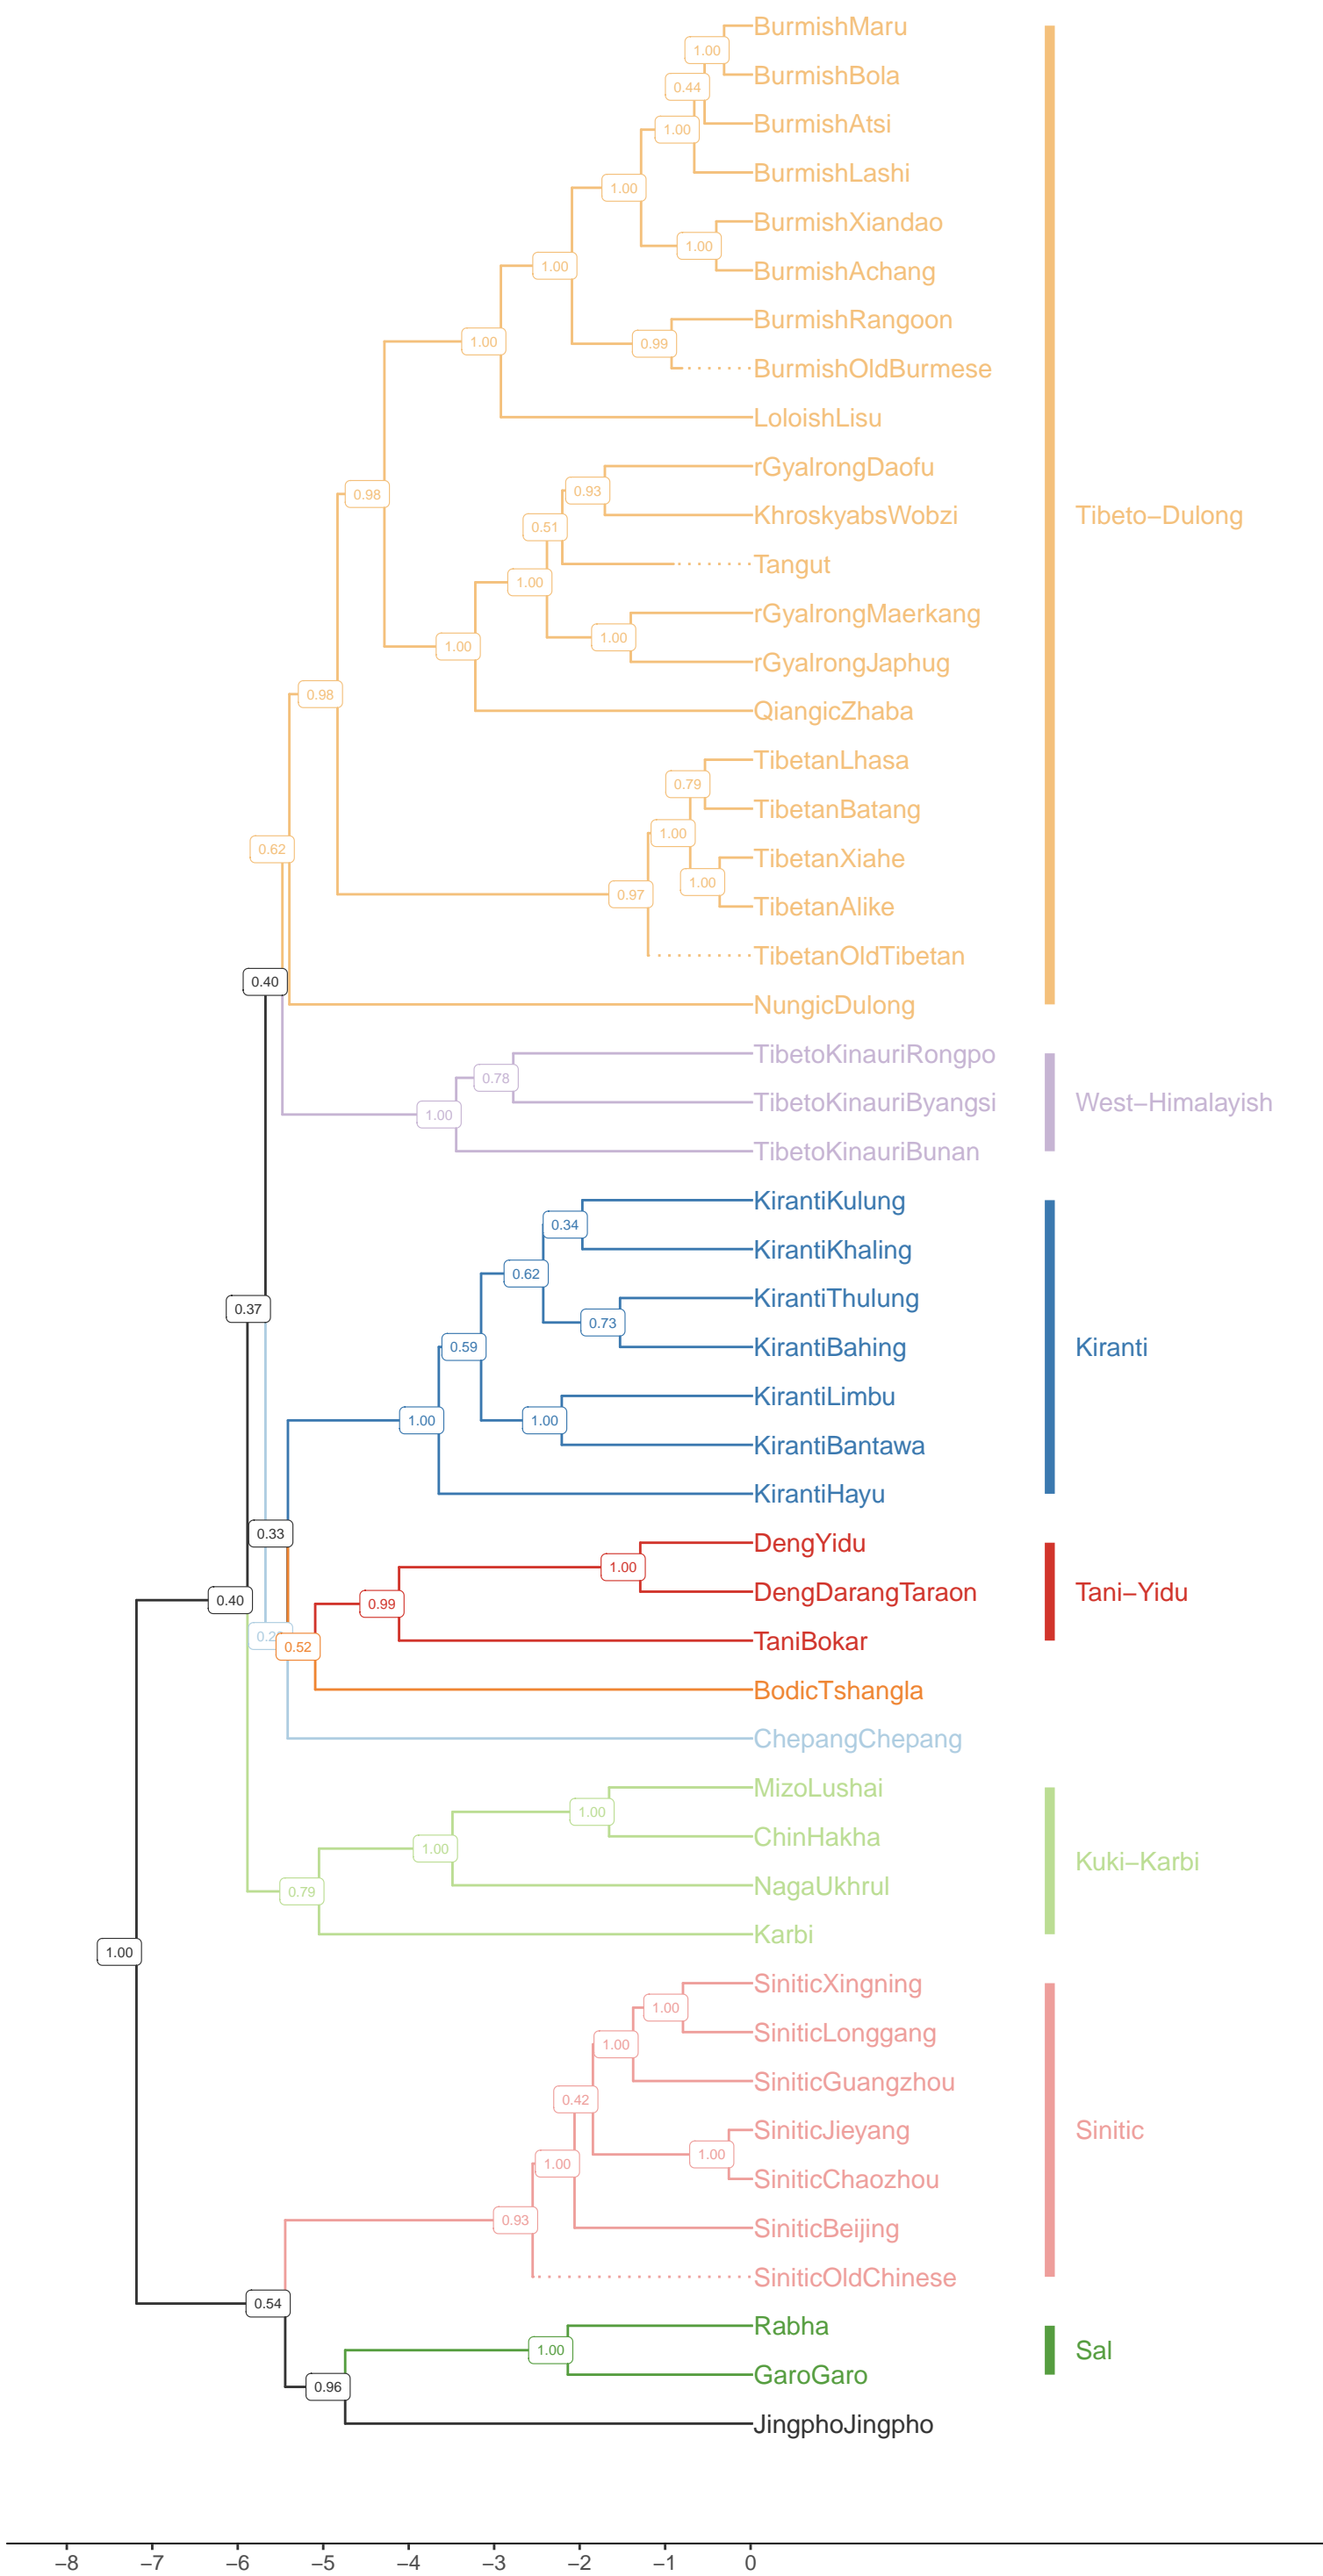 BurmishMaru
1.00
BurmishBola
0.44
BurmishAtsi
1.00
BurmishLashi
1.00
BurmishXiandao
1.00
BurmishAchang
1.00
BurmishRangoon
1.00
0.99
BurmishOldBurmese
LoloishLisu
rGyalrongDaofu
0.98
0.93
KhroskyabsWobzi
Tibeto–Dulong
0.51
Tangut
1.00
rGyalrongMaerkang
1.00
1.00
rGyalrongJaphug
0.98
QiangicZhaba
TibetanLhasa
0.79
TibetanBatang
1.00
0.62
TibetanXiahe
1.00
0.97
TibetanAlike
TibetanOldTibetan
0.40
NungicDulong
TibetoKinauriRongpo
0.78
TibetoKinauriByangsi
West–Himalayish
1.00
TibetoKinauriBunan
KirantiKulung
0.34
KirantiKhaling
0.62
KirantiThulung
0.37
0.73
KirantiBahing
Kiranti
0.59
KirantiLimbu
1.00
1.00
KirantiBantawa
KirantiHayu
0.33
DengYidu
1.00
DengDarangTaraon
Tani–Yidu
0.40
0.99
TaniBokar
0.52
BodicTshangla
ChepangChepang
MizoLushai
1.00
ChinHakha
1.00
Kuki–Karbi
NagaUkhrul
0.79
Karbi
1.00
SiniticXingning
1.00
SiniticLonggang
1.00
SiniticGuangzhou
0.42
SiniticJieyang
Sinitic
1.00
1.00
SiniticChaozhou
0.93
SiniticBeijing
SiniticOldChinese
0.54
Rabha
1.00
Sal
GaroGaro
0.96
JingphoJingpho
–8 –7 –6 –5 –4 –3 –2 –1 0